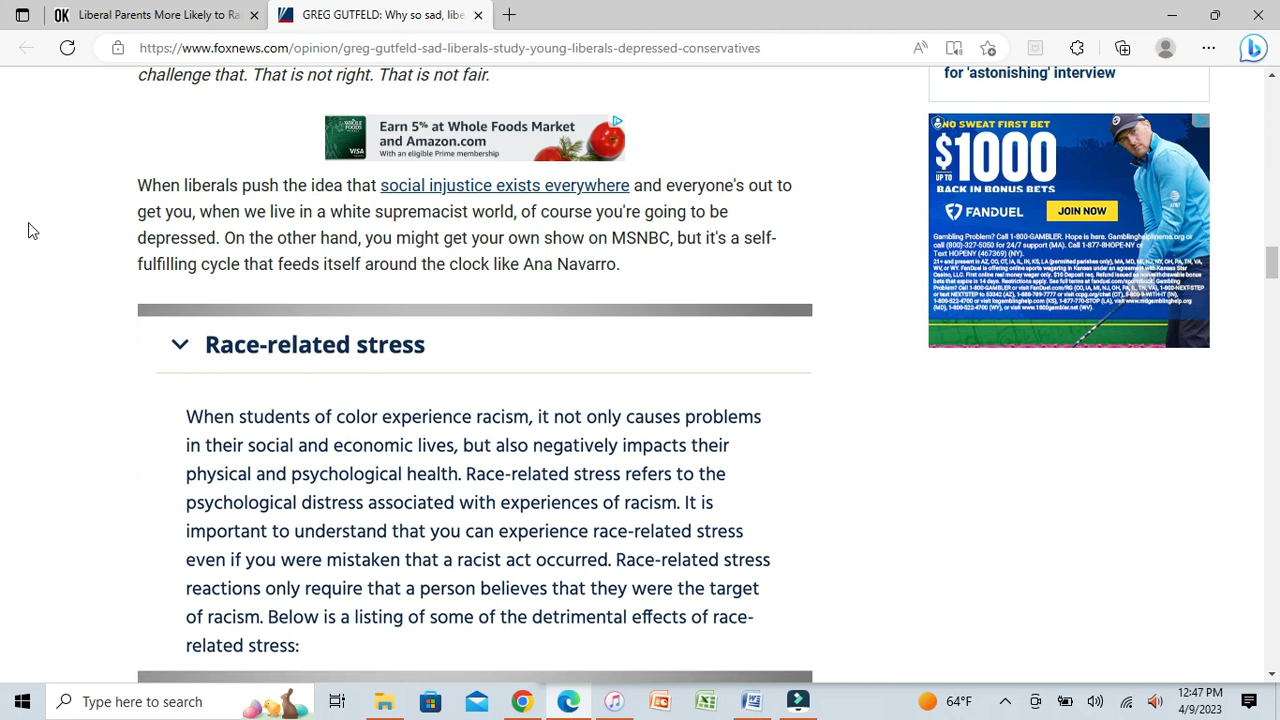 Liberal Parents More Likely To Ra
GREG GUTFELD: Why so sad, libe
https://www.foxnews.com/opinion/greg-gutfeld-sad-liberals-study-young-liberals-depressed-conservatives
challenge that. That is not right. That is not fair.
for 'astonishing' interview
Earn 5% at Whole Foods Market
and Amazon.com
With an eligible Prime membership
WHOLE
FOODS
VISA
NO SWEAT FIRST BET
UP TO $1000
BACK IN BONUS BETS
FANDUEL
JOIN NOW
When liberals push the idea that social injustice exists everywhere and everyone's out to
get you, when we live in a white supremacist world, of course you're going to be
depressed. On the other hand, you might get your own show on MSNBC, but it's a self-
fulfilling cycle that feeds itself around the clock like Ana Navarro.
Race-related stress
When students of color experience racism, it not only causes problems
in their social and economic lives, but also negatively impacts their
physical and psychological health. Race-related stress refers to the
psychological distress associated with experiences of racism. It is
important to understand that you can experience race-related stress
even if you were mistaken that a racist act occurred. Race-related stress
reactions only require that a person believes that they were the target
of racism. Below is a listing of some of the detrimental effects of race-
related stress:
Type here to search
64°F
12:47 PM
4/9/2023